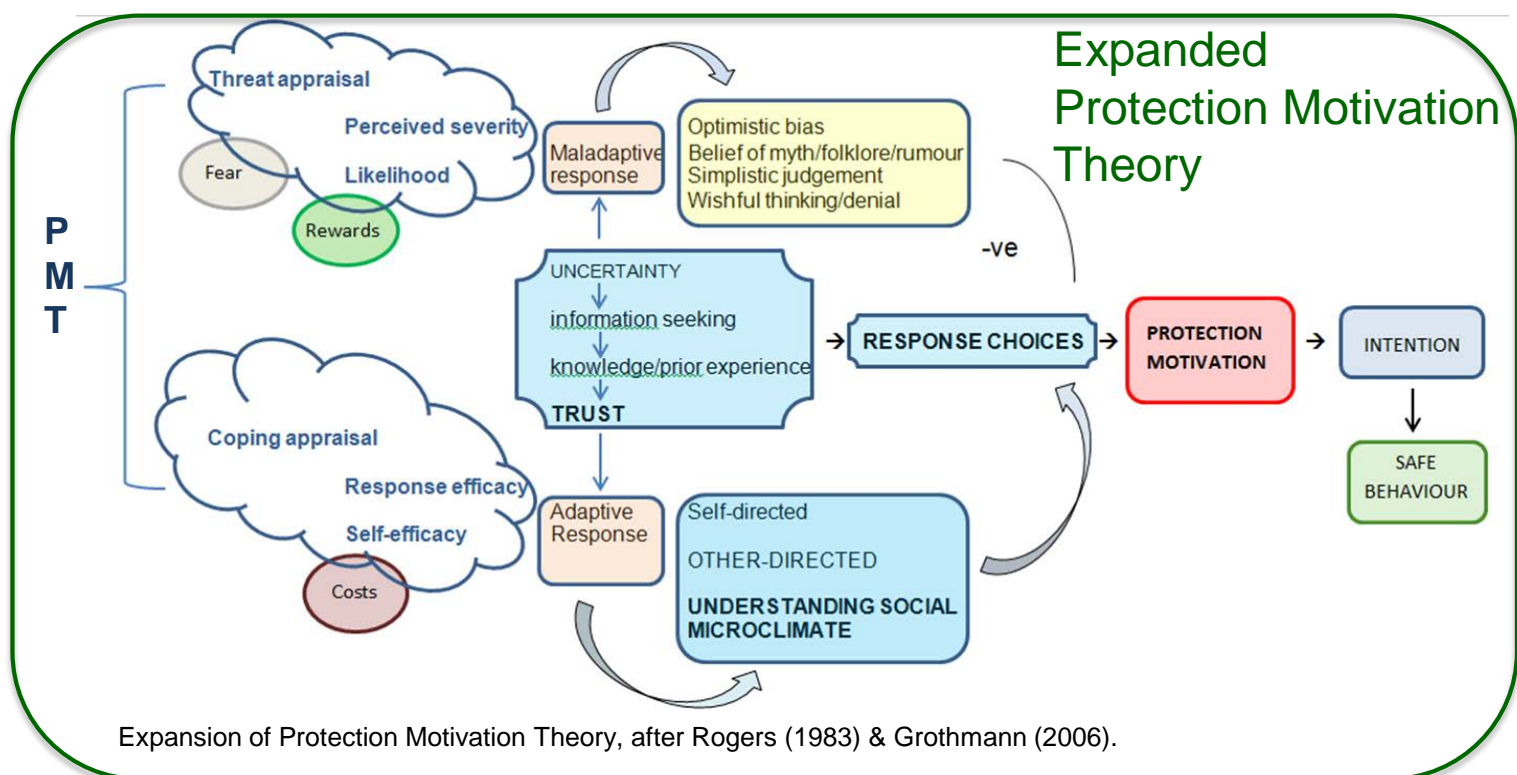 Expanded
Protection Motivation
Theory
P
M
T
Threat appraisal
Perceived severity
Likelihood
Fear
Rewards
Coping appraisal
Response efficacy
Self-efficacy
Costs
Maladaptive
response
Optimistic bias
Belief of myth/folklore/rumour
Simplistic judgement
Wishful thinking/denial
-ve
UNCERTAINTY
information seeking
knowledge/prior experience
TRUST
Adaptive
Response
Self-directed
OTHER-DIRECTED
UNDERSTANDING SOCIAL
MICROCLIMATE
RESPONSE CHOICES
PROTECTION
MOTIVATION
INTENTION
SAFE
BEHAVIOUR
Expansion of Protection Motivation Theory, after Rogers (1983) & Grothmann (2006).